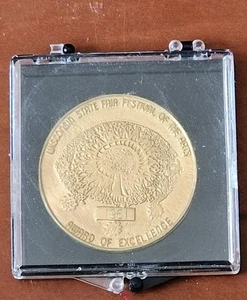 WISCONSIN STATE FAIR FESTIVAL OF THE ARTS
AWARD OF EXCELLENCE